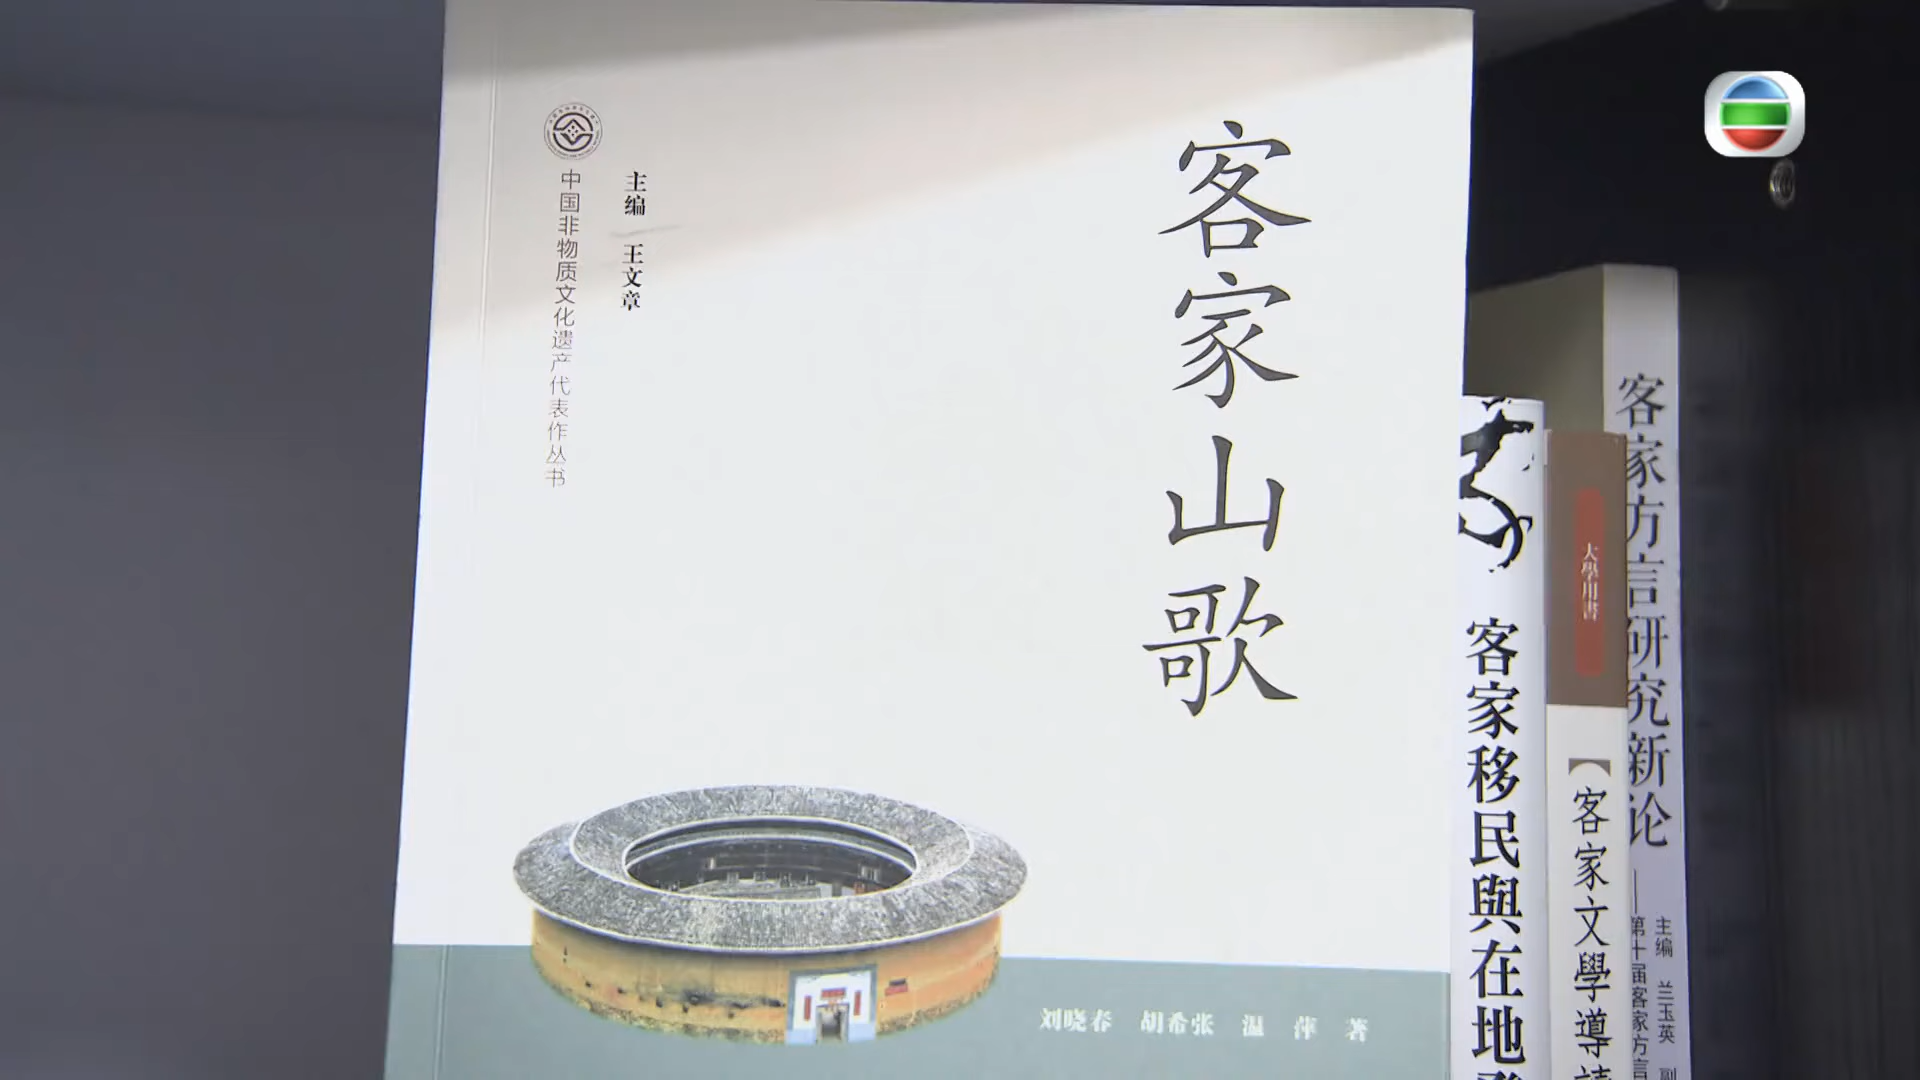 客家山歌
主编 王文章
中国非物质文化遗产代表作丛书
刘晓春 胡希张 温 萍 著
客家移民與在地
大學用書
【客家文學導讀
客家方言研究新论
——第十届客家方言
主编 兰玉英 副